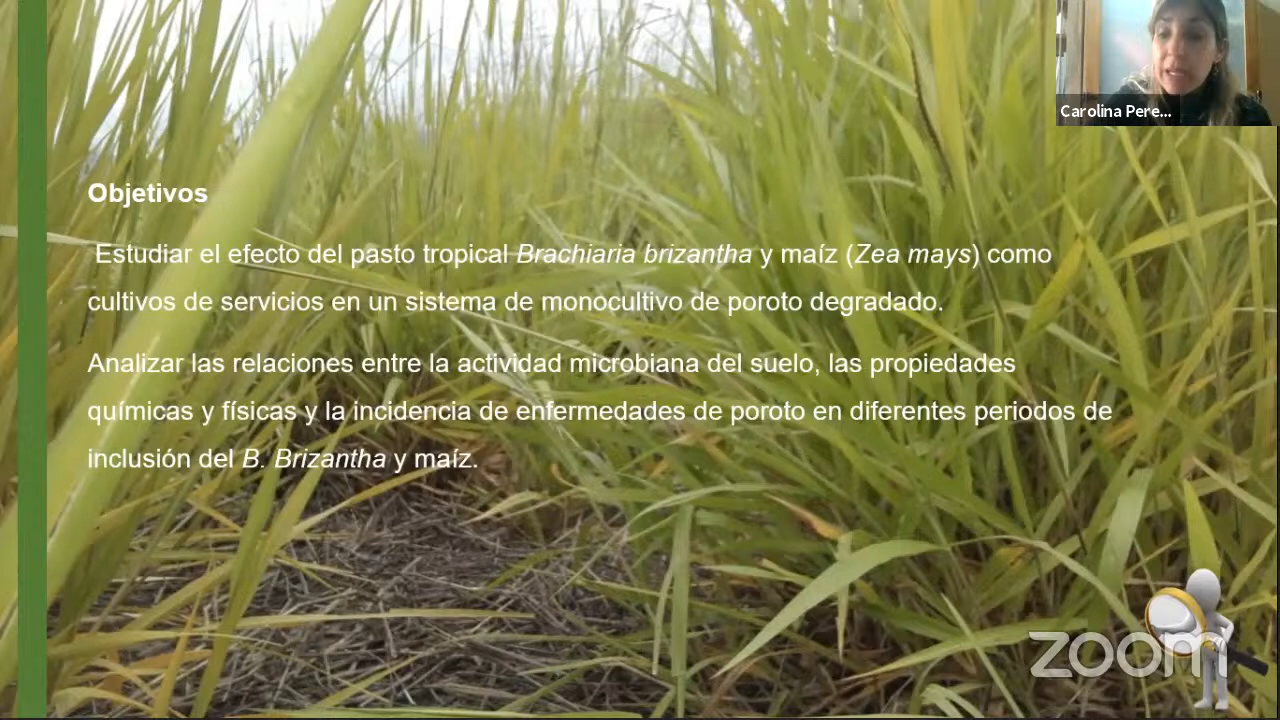 Carolina Pere...
Objetivos
Estudiar el efecto del pasto tropical Brachiaria brizantha y maíz (Zea mays) como
cultivos de servicios en un sistema de monocultivo de poroto degradado.
Analizar las relaciones entre la actividad microbiana del suelo, las propiedades
químicas y físicas y la incidencia de enfermedades de poroto en diferentes periodos de
inclusión del B. Brizantha y maíz.
zoom